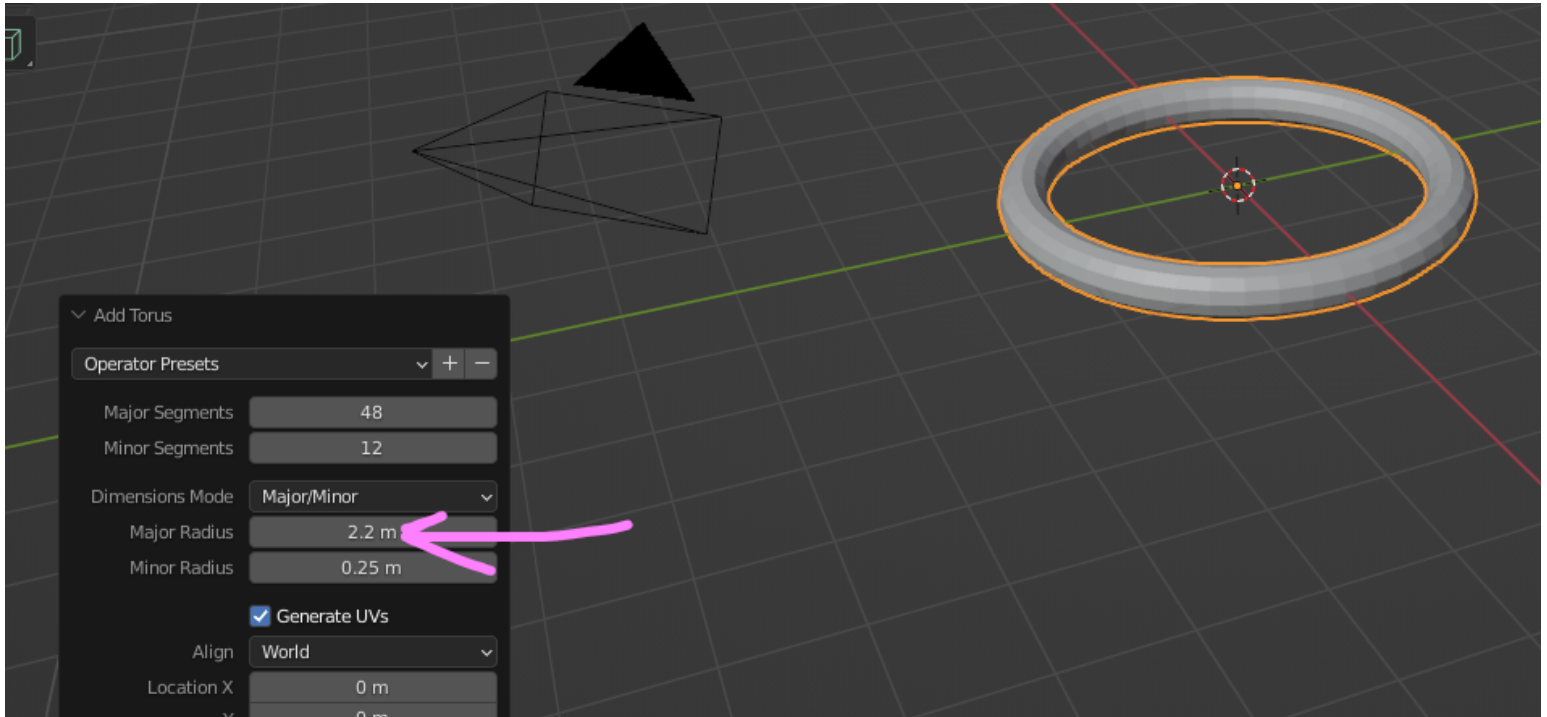 Add Torus
Operator Presets
Major Segments 48
Minor Segments 12
Dimensions Mode Major/Minor
Major Radius 2.2 m
Minor Radius 0.25 m
Generate UVs
Align World
Location X 0 m
Y 0 m